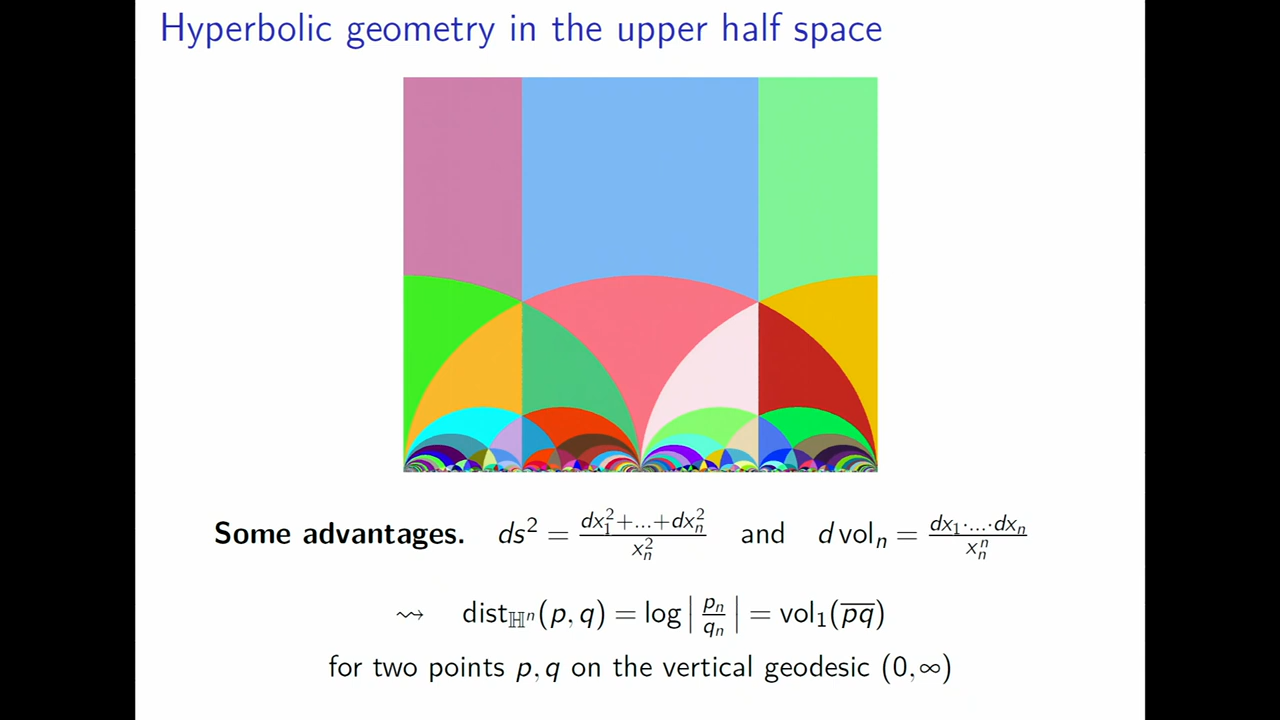 Hyperbolic geometry in the upper half space
Some advantages. ds² = (dx₁²+...+dxₙ²)/xₙ² and d volₙ = (dx₁·...·dxₙ)/xₙⁿ
⇝ dist_ℍⁿ(p, q) = log | pₙ/qₙ | = vol₁(p̅q̅)
for two points p, q on the vertical geodesic (0, ∞)